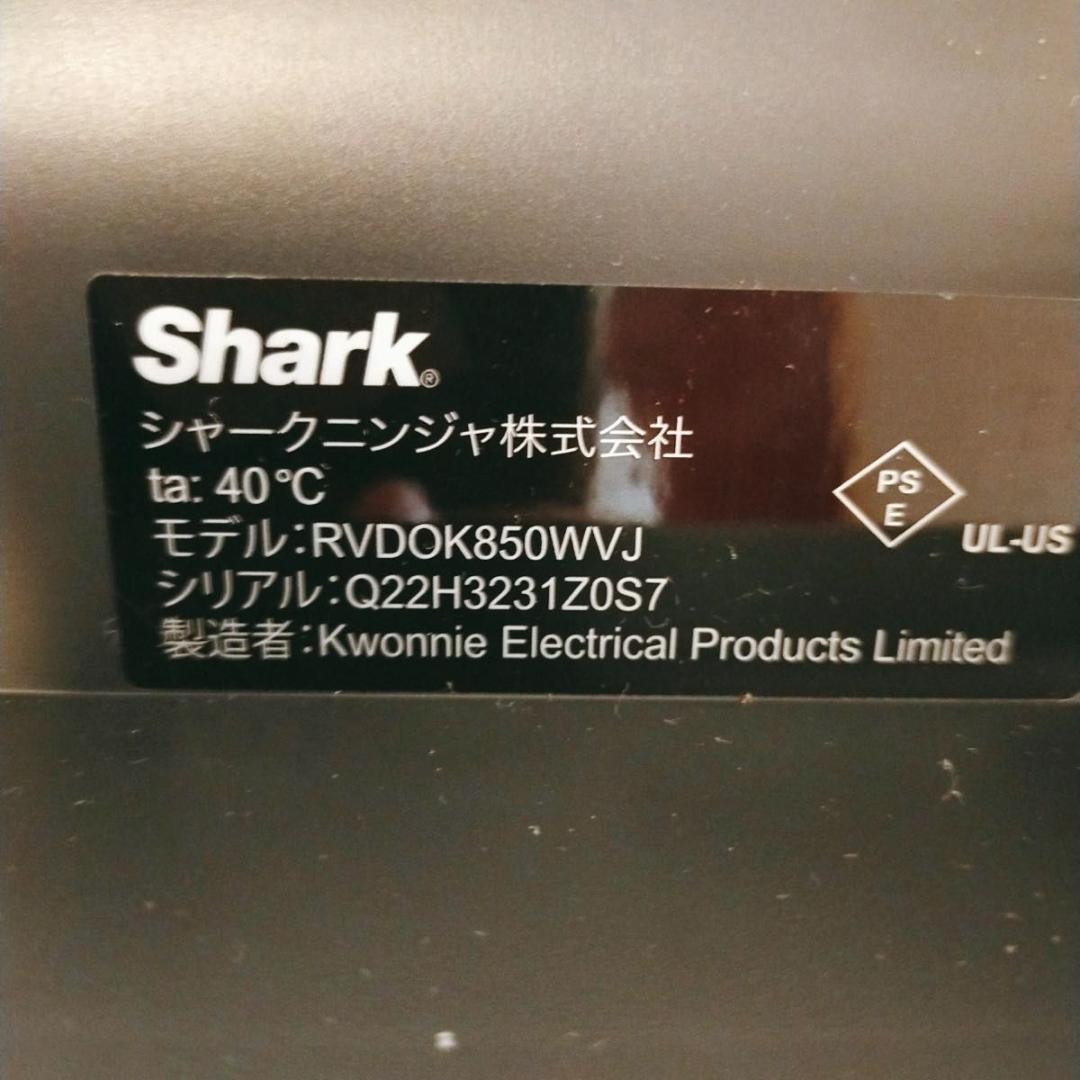 Shark®
シャークニンジャ株式会社
ta: 40℃
モデル:RVDOK850WVJ
シリアル:Q22H3231Z0S7
製造者:Kwonnie Electrical Products Limited
PS
E
UL-US